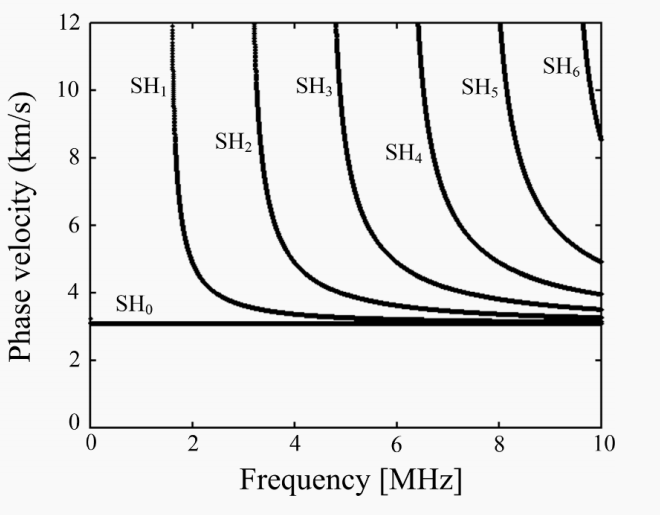 12
10
8
6
4
2
0
Phase velocity (km/s)
SH₁
SH₂
SH₃
SH₄
SH₅
SH₆
SH₀
0 2 4 6 8 10
Frequency [MHz]